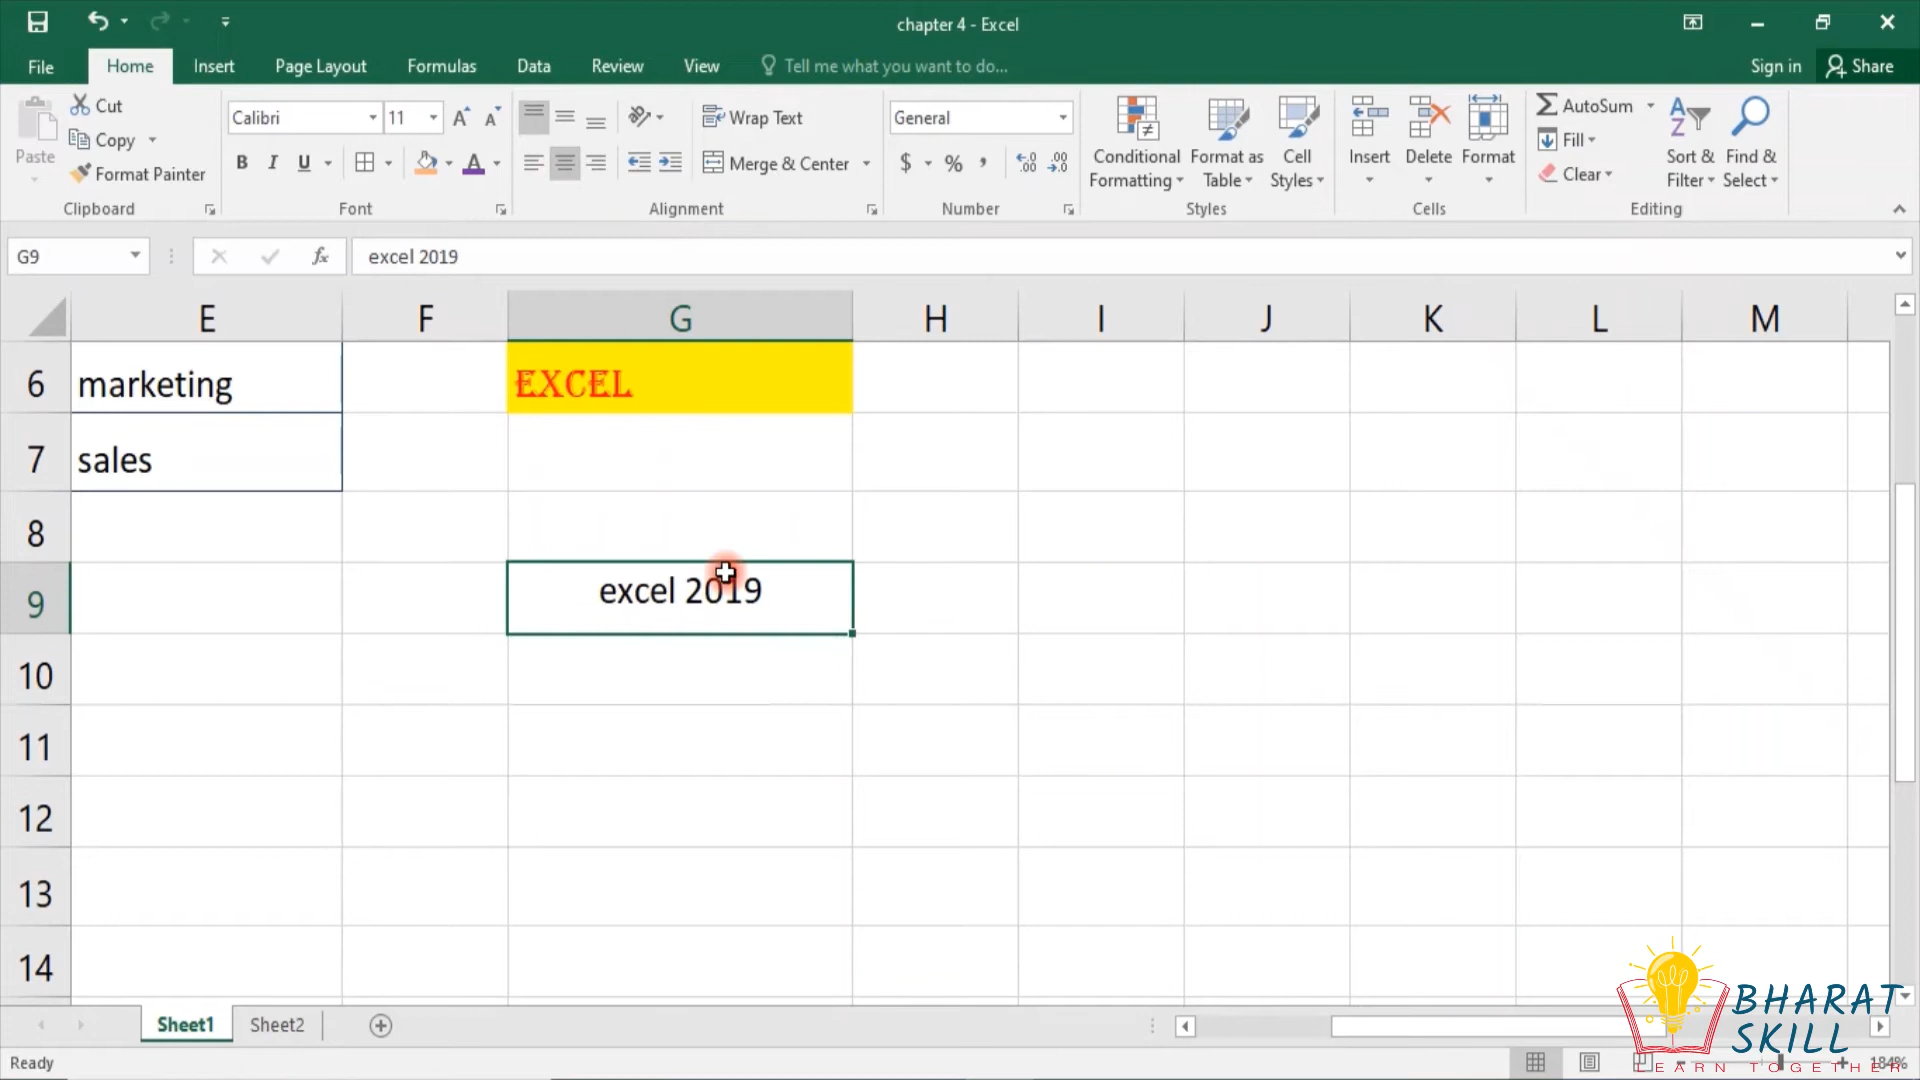 chapter 4 - Excel
File Home Insert Page Layout Formulas Data Review View Tell me what you want to do... Sign in Share
Paste
Cut
Copy
Format Painter
Clipboard
Calibri 11
B I U A
Font
Wrap Text
Merge & Center
Alignment
General
$ % ,
Number
Conditional Formatting
Format as Table
Cell Styles
Styles
Insert Delete Format
Cells
AutoSum
Fill
Clear
Sort & Filter
Find & Select
Editing
G9 fx excel 2019
E F G H I J K L M
6 marketing EXCEL
7 sales
8
9 excel 2019
10
11
12
13
14
Sheet1 Sheet2
Ready 184%
BHARAT
SKILL
LEARN TOGETHER